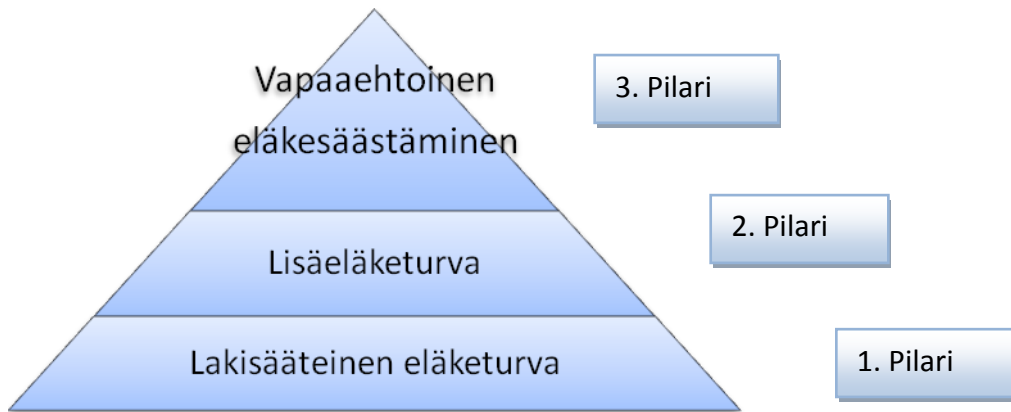 Vapaaehtoinen
eläkesäästäminen
3. Pilari
Lisäeläketurva
2. Pilari
Lakisääteinen eläketurva
1. Pilari